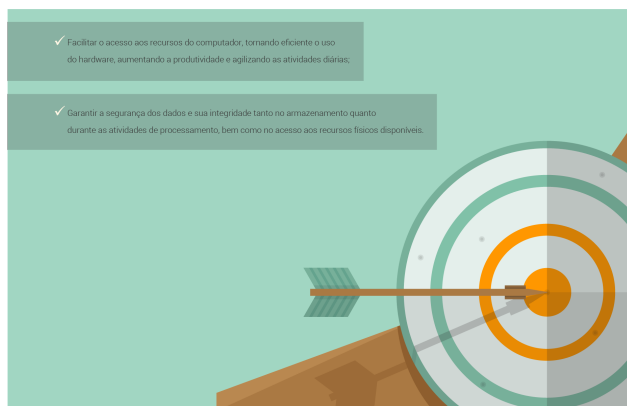 Facilitar o acesso aos recursos do computador, tornando eficiente o uso
do hardware, aumentando a produtividade e agilizando as atividades diárias;
Garantir a segurança dos dados e sua integridade tanto no armazenamento quanto
durante as atividades de processamento, bem como no acesso aos recursos físicos disponíveis.